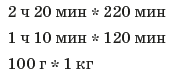 2 ч 20 мин * 220 мин
1 ч 10 мин * 120 мин
100 г * 1 кг